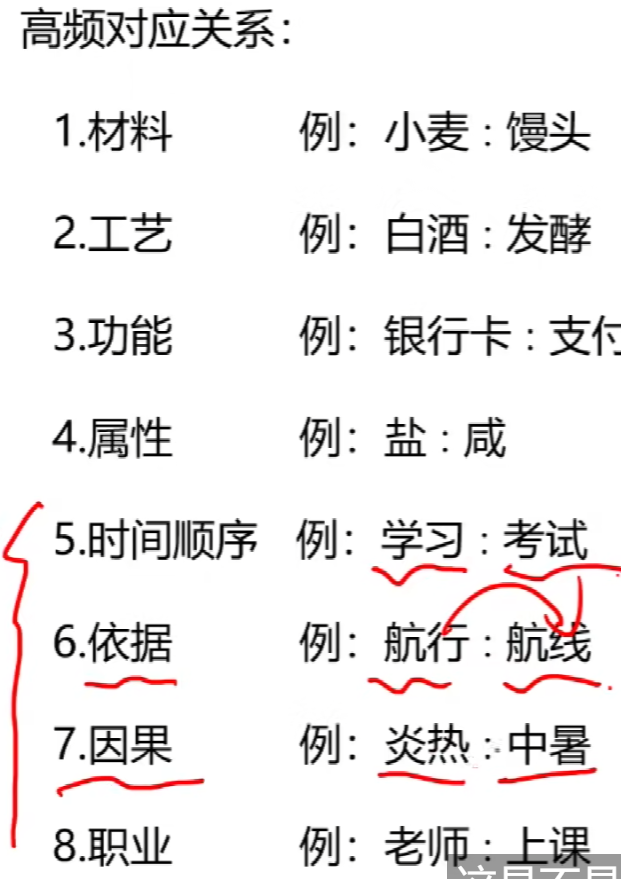 高频对应关系：
1.材料 例：小麦：馒头
2.工艺 例：白酒：发酵
3.功能 例：银行卡：支付
4.属性 例：盐：咸
5.时间顺序 例：学习：考试
6.依据 例：航行：航线
7.因果 例：炎热：中暑
8.职业 例：老师：上课